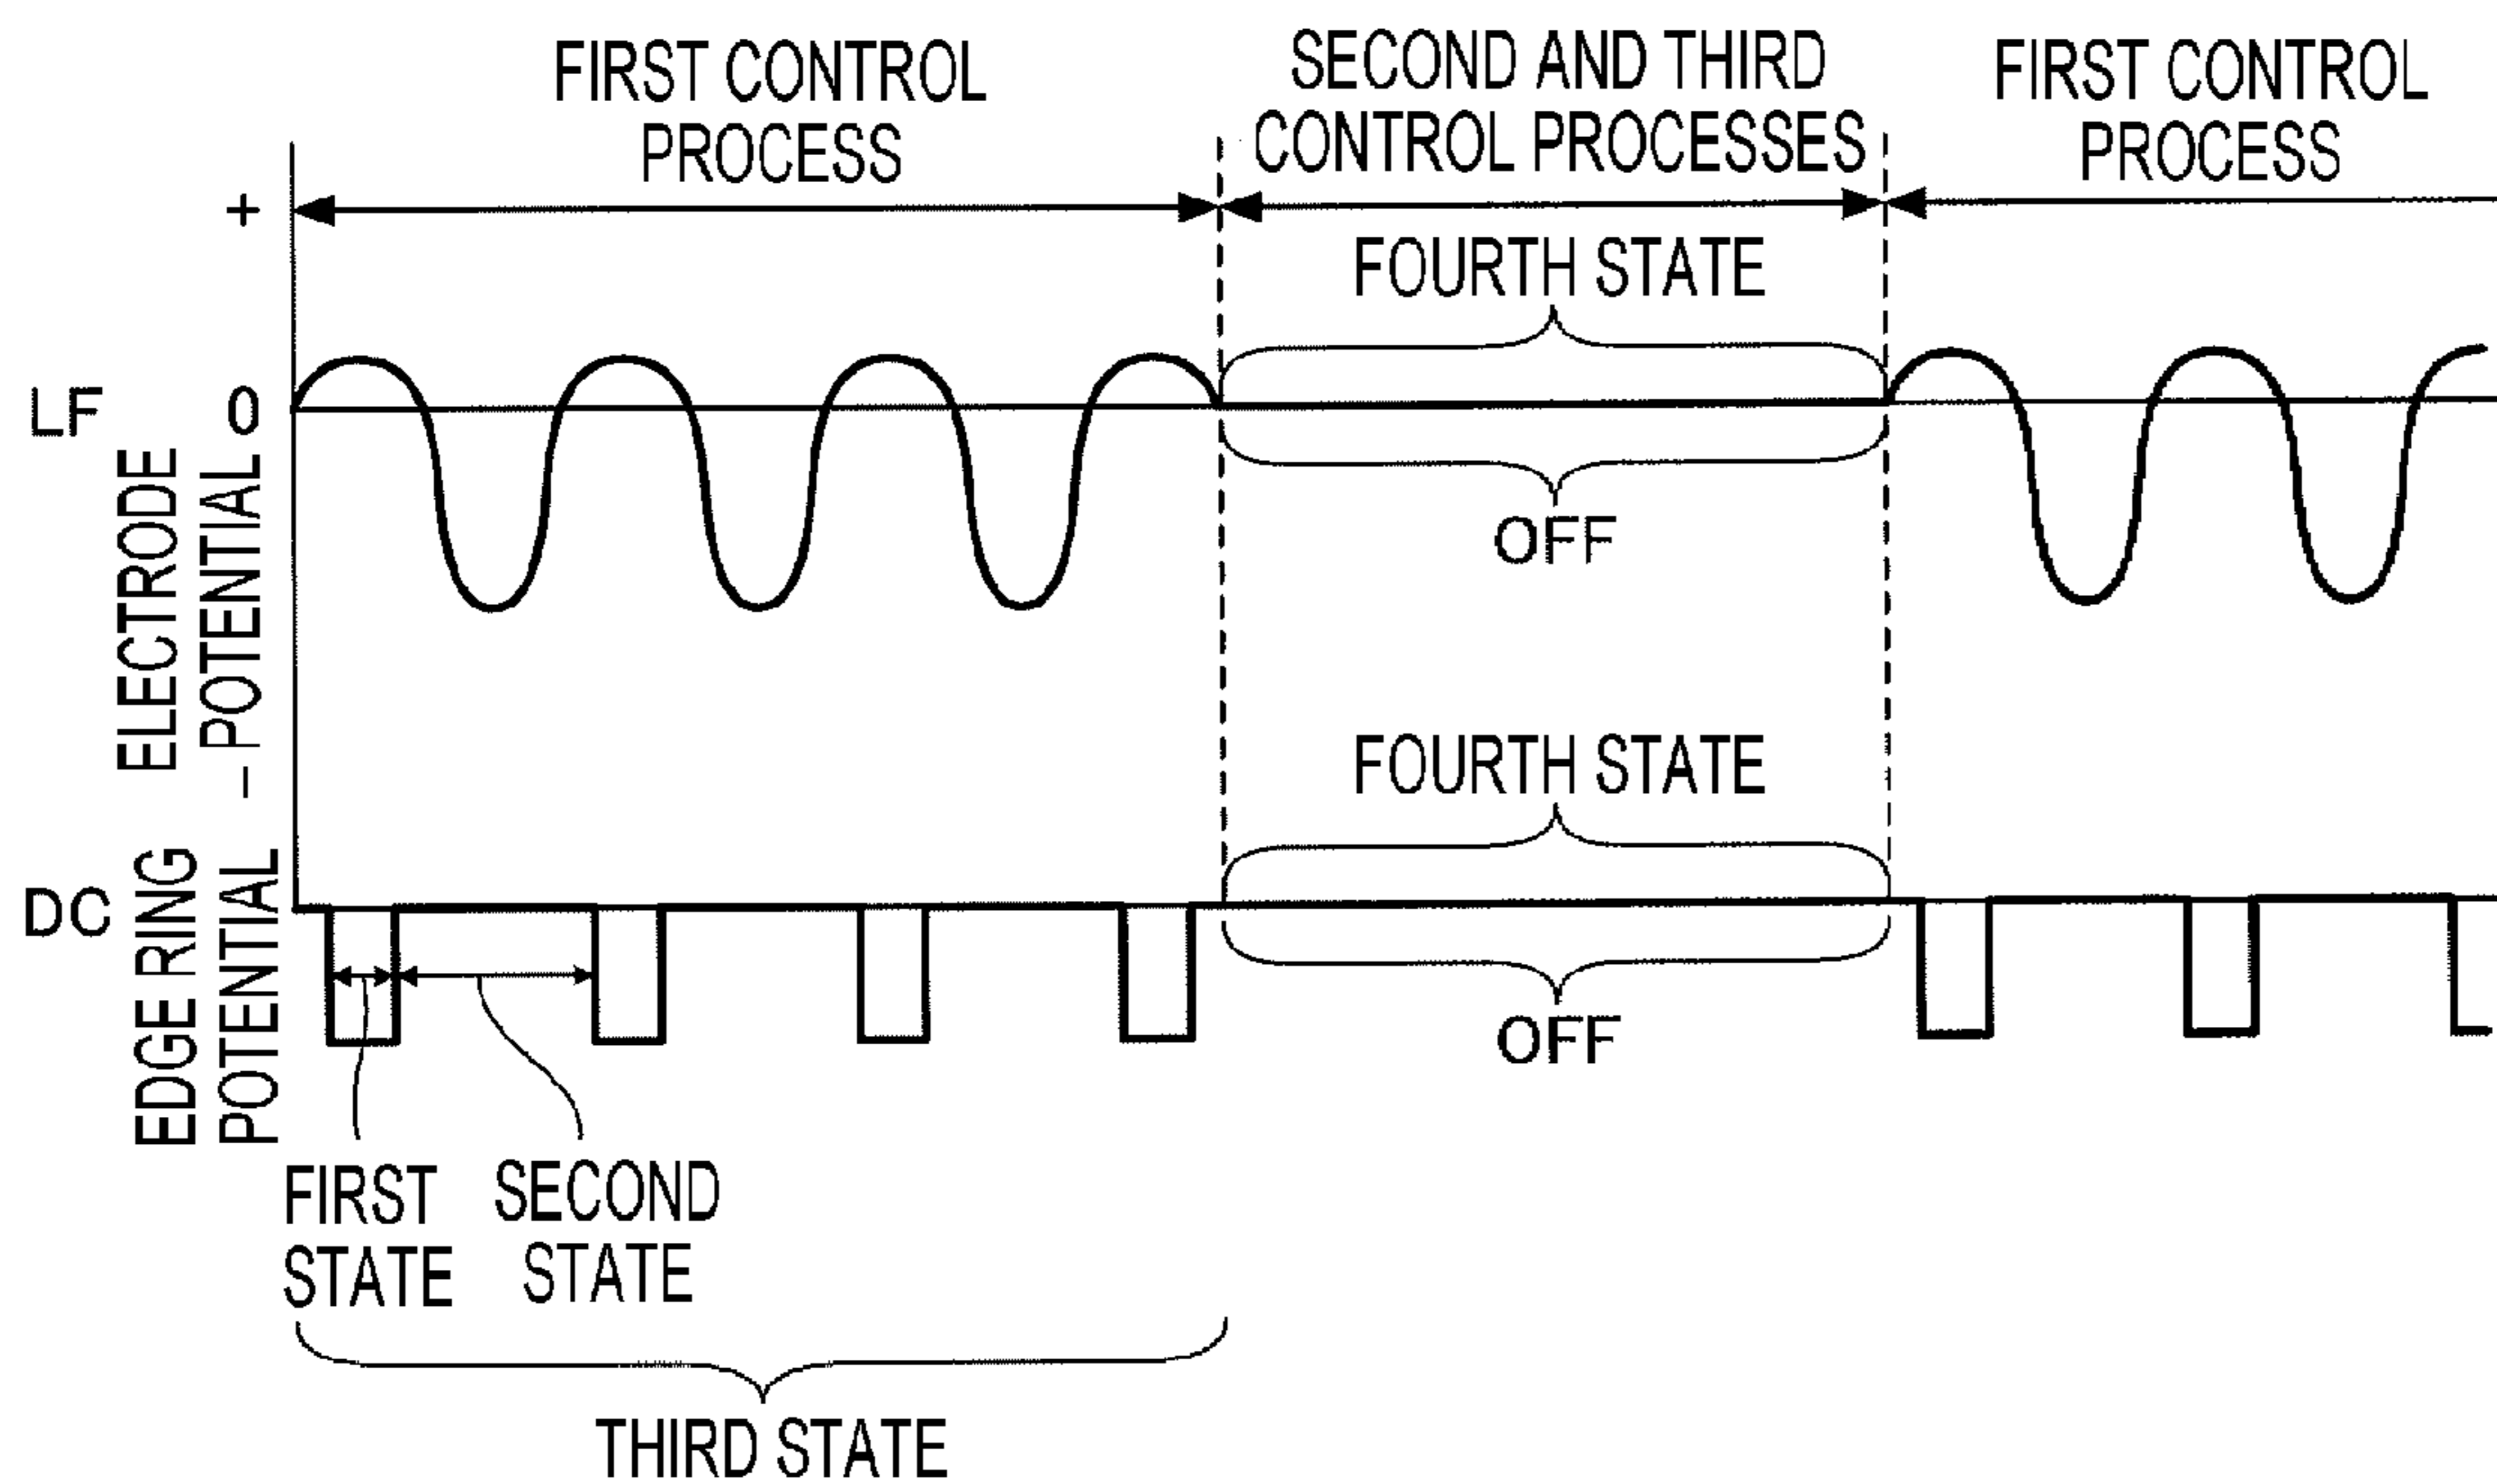 FIRST CONTROL
PROCESS
SECOND AND THIRD
CONTROL PROCESSES
FIRST CONTROL
PROCESS
+
FOURTH STATE
LF
0
OFF
ELECTRODE
POTENTIAL
–
FOURTH STATE
DC
EDGE RING
POTENTIAL
OFF
FIRST
STATE
SECOND
STATE
THIRD STATE